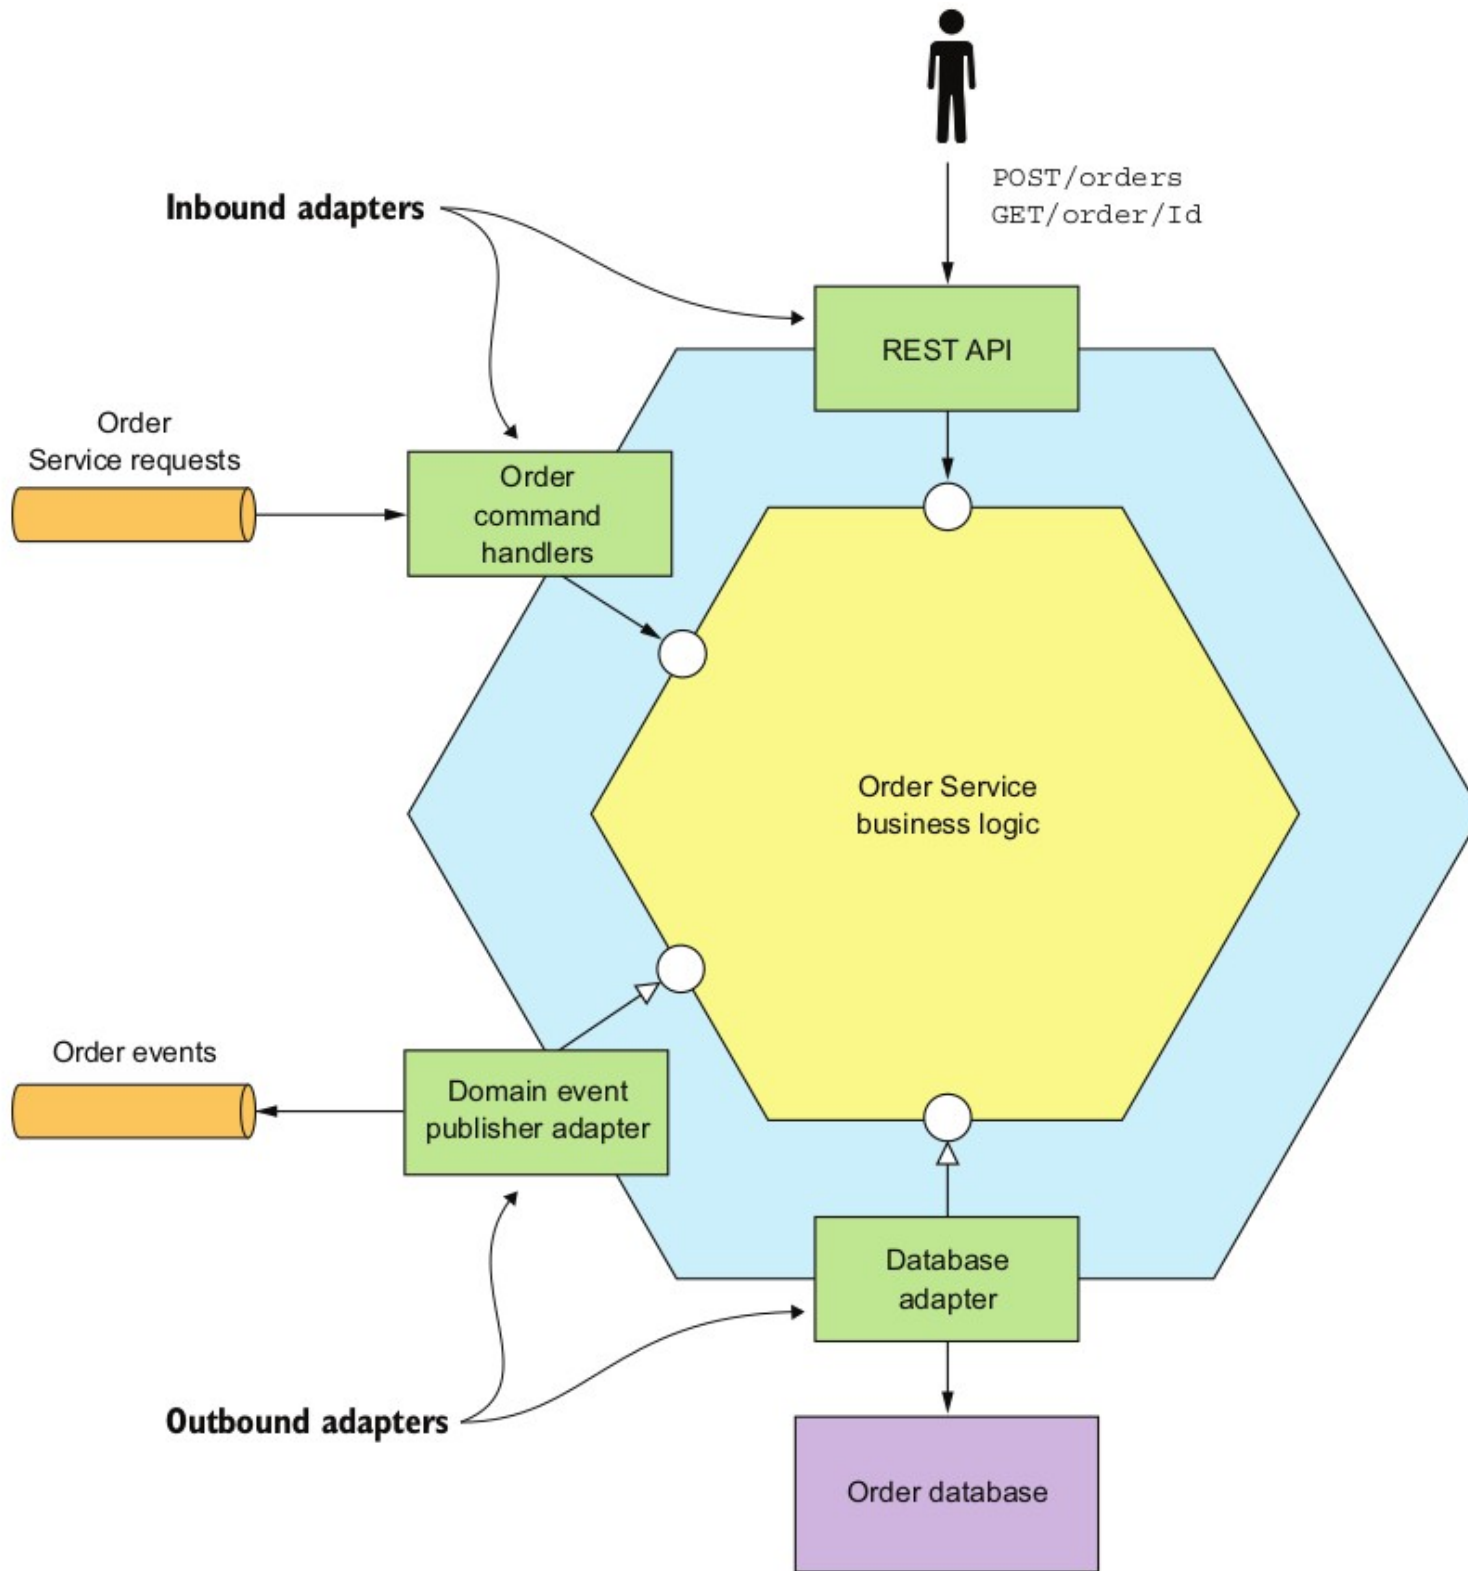 POST/orders
GET/order/Id
Inbound adapters
REST API
Order
Service requests
Order
command
handlers
Order Service
business logic
Order events
Domain event
publisher adapter
Database
adapter
Outbound adapters
Order database